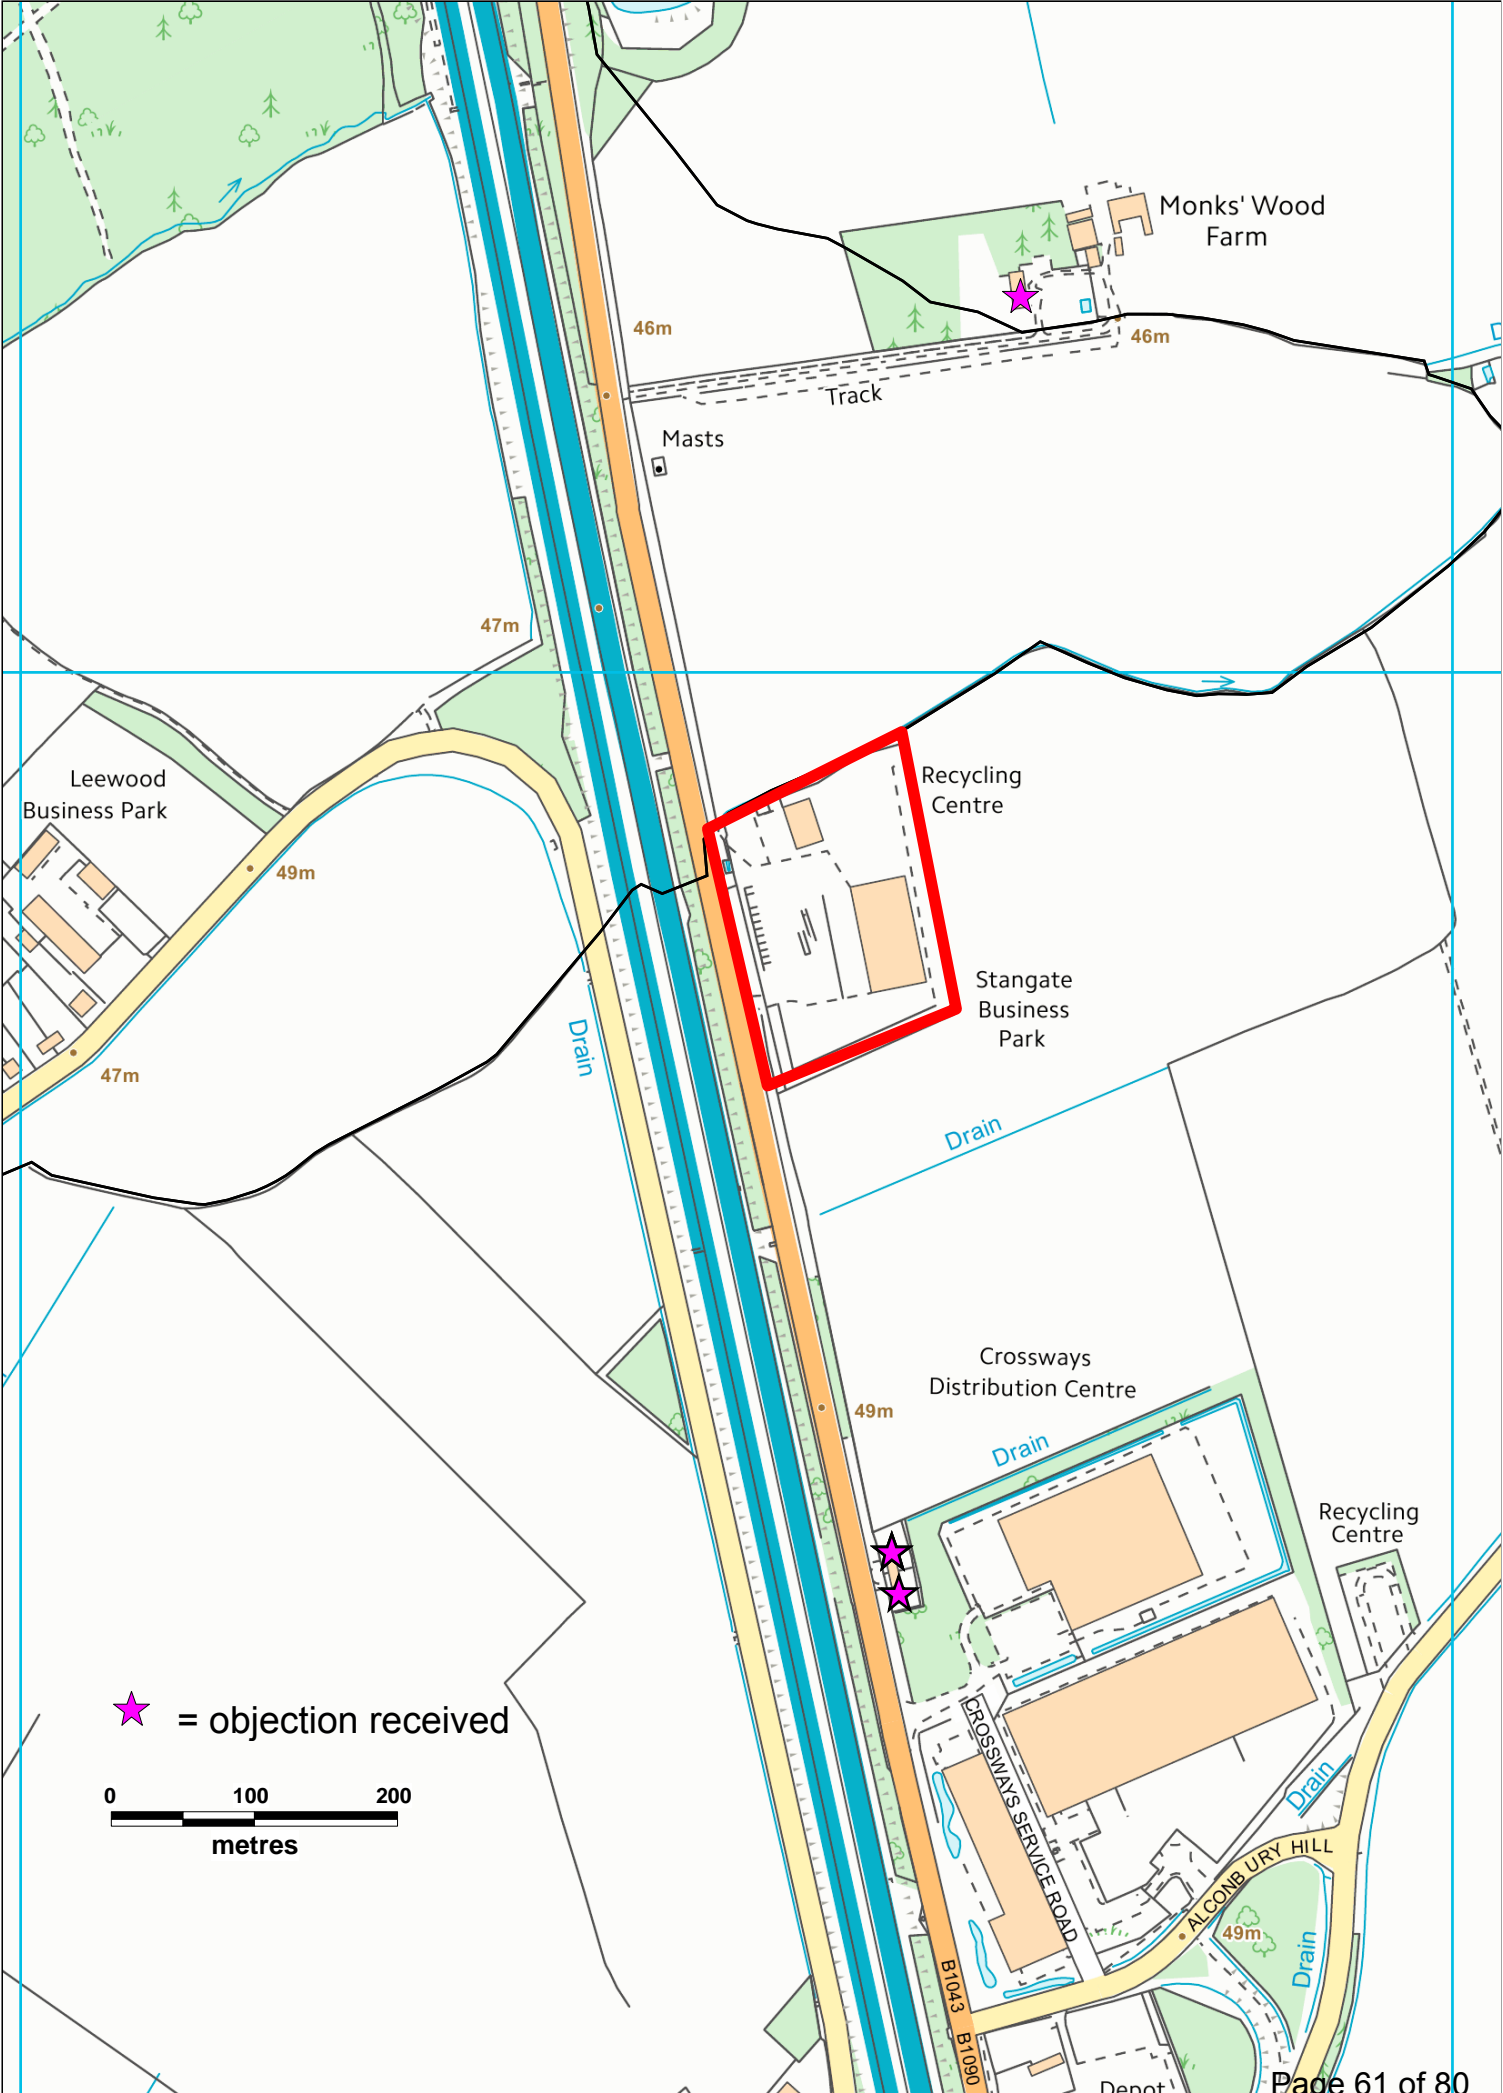 Monks' Wood
Farm
46m
46m
Track
Masts
47m
Leewood
Business Park
Recycling
Centre
49m
Stangate
Business
Park
Drain
47m
Drain
Crossways
Distribution Centre
49m
Drain
Recycling
Centre
= objection received
CROSSWAYS SERVICE ROAD
0 100 200
metres
Drain
ALCONBURY HILL
49m
Drain
B1043
B1090
Depot
Page 61 of 80